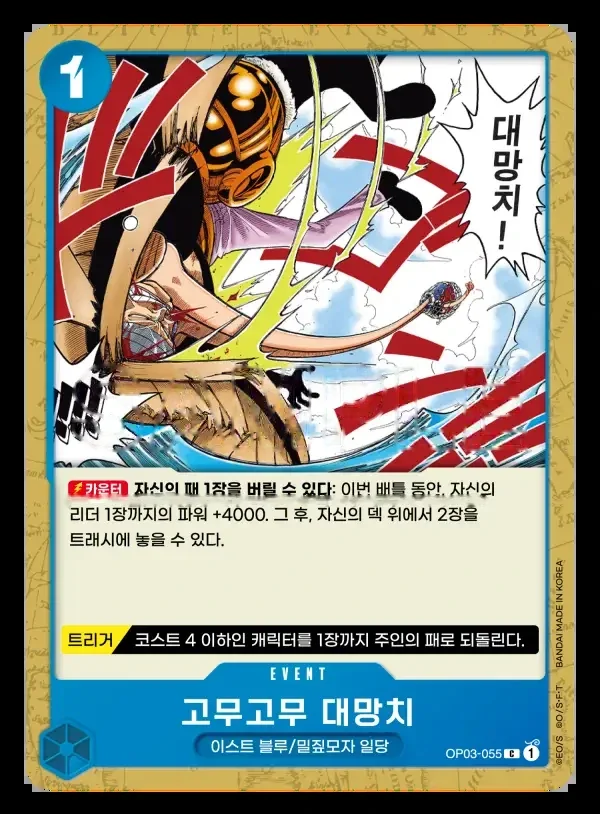 1
대망치!
!!!
카운터 자신의 패 1장을 버릴 수 있다: 이번 배틀 동안, 자신의
리더 1장까지의 파워 +4000. 그 후, 자신의 덱 위에서 2장을
트래시에 놓을 수 있다.
트리거 코스트 4 이하인 캐릭터를 1장까지 주인의 패로 되돌린다.
EVENT
고무고무 대망치
이스트 블루/밀짚모자 일당
OP03-055 C 1
©E.O./S. ©O/S·F·T BANDAI MADE IN KOREA